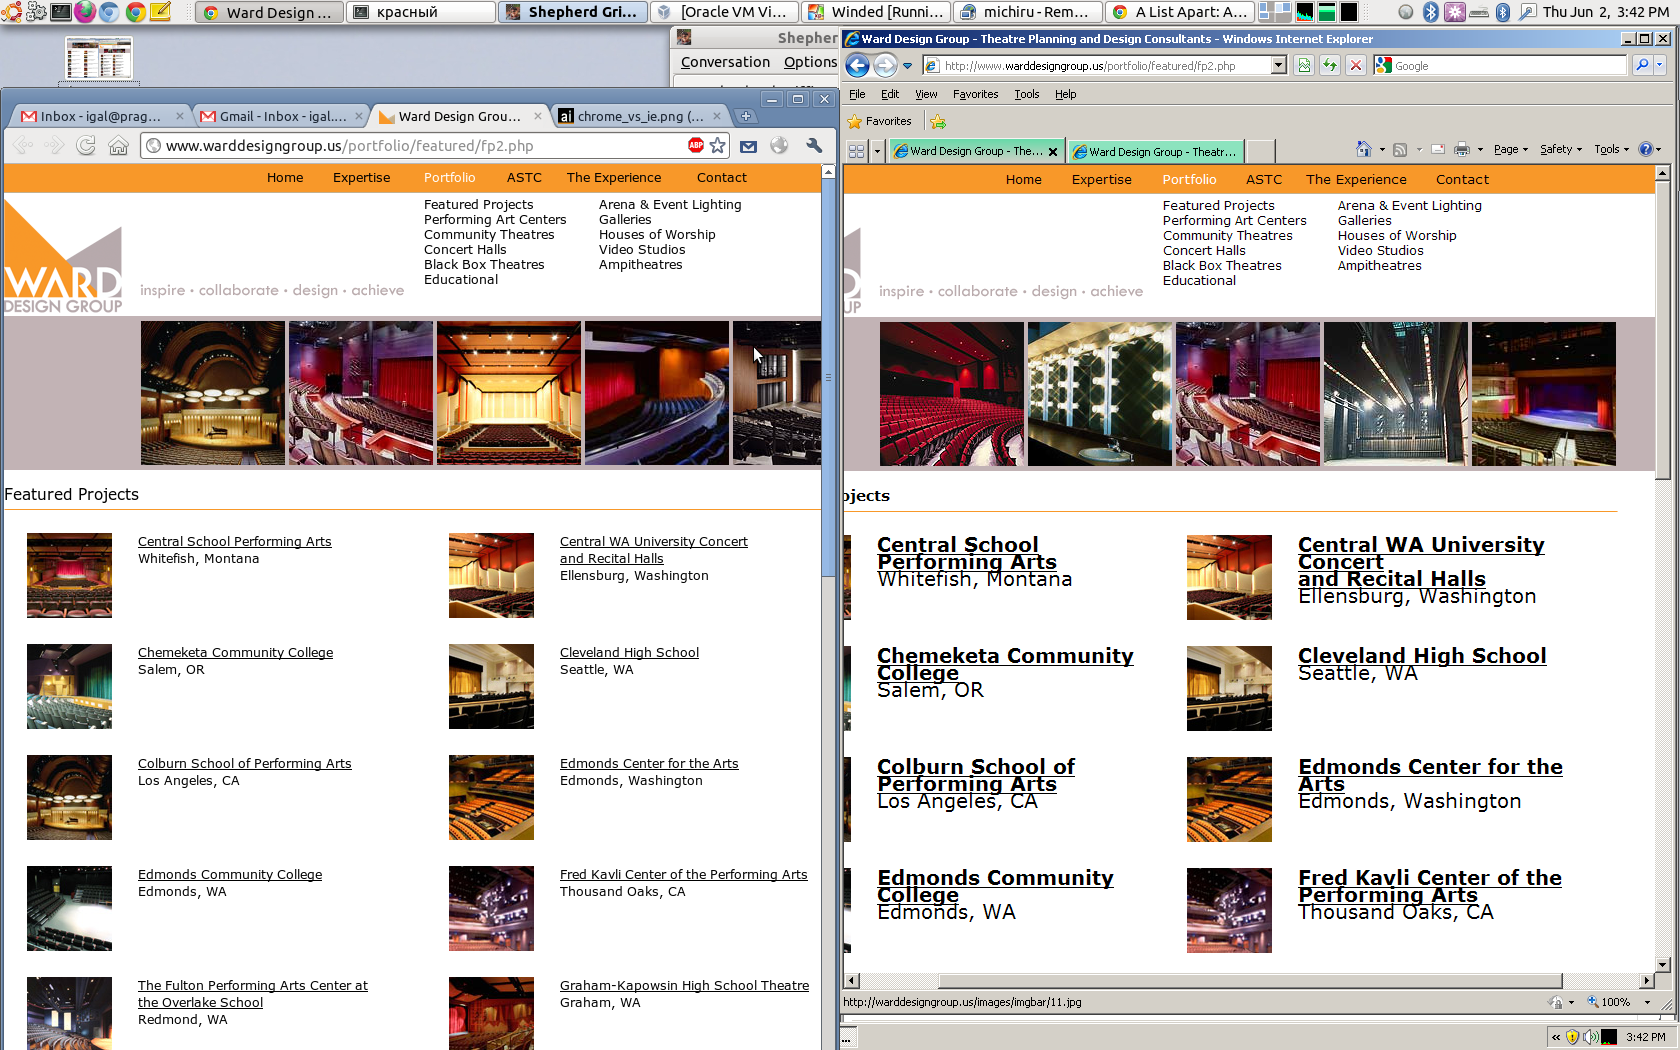 Ward Design ...
красный
Shepherd Gri...
[Oracle VM Vi...
Winded [Runni...
michiru - Rem...
A List Apart: A...
Thu Jun 2, 3:42 PM
Shepher
Conversation Options
Inbox - igal@prag...
Gmail - Inbox - igal....
Ward Design Grou...
ai
chrome_vs_ie.png (...
www.warddesigngroup.us/portfolio/featured/fp2.php
ABP
Home Expertise Portfolio ASTC The Experience Contact
Featured Projects
Performing Art Centers
Community Theatres
Concert Halls
Black Box Theatres
Educational
Arena & Event Lighting
Galleries
Houses of Worship
Video Studios
Ampitheatres
WARD
DESIGN GROUP
inspire • collaborate • design • achieve
Featured Projects
Central School Performing Arts
Whitefish, Montana
Central WA University Concert
and Recital Halls
Ellensburg, Washington
Chemeketa Community College
Salem, OR
Cleveland High School
Seattle, WA
Colburn School of Performing Arts
Los Angeles, CA
Edmonds Center for the Arts
Edmonds, Washington
Edmonds Community College
Edmonds, WA
Fred Kavli Center of the Performing Arts
Thousand Oaks, CA
The Fulton Performing Arts Center at
the Overlake School
Redmond, WA
Graham-Kapowsin High School Theatre
Graham, WA
Ward Design Group - Theatre Planning and Design Consultants - Windows Internet Explorer
http://www.warddesigngroup.us/portfolio/featured/fp2.php
Google
File Edit View Favorites Tools Help
Favorites
Ward Design Group - The...
Ward Design Group - Theatr...
Page Safety Tools
Home Expertise Portfolio ASTC The Experience Contact
Featured Projects
Performing Art Centers
Community Theatres
Concert Halls
Black Box Theatres
Educational
Arena & Event Lighting
Galleries
Houses of Worship
Video Studios
Ampitheatres
inspire • collaborate • design • achieve
ojects
Central School
Performing Arts
Whitefish, Montana
Central WA University
Concert
and Recital Halls
Ellensburg, Washington
Chemeketa Community
College
Salem, OR
Cleveland High School
Seattle, WA
Colburn School of
Performing Arts
Los Angeles, CA
Edmonds Center for the
Arts
Edmonds, Washington
Edmonds Community
College
Edmonds, WA
Fred Kavli Center of the
Performing Arts
Thousand Oaks, CA
http://warddesigngroup.us/images/imgbar/11.jpg
100%
...
3:42 PM